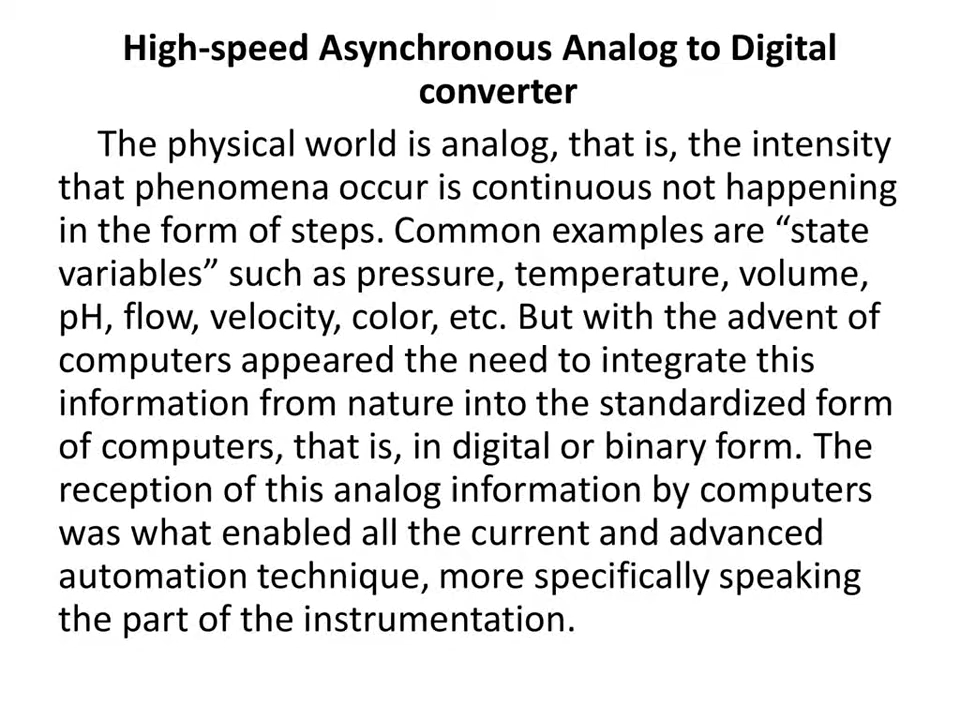 High-speed Asynchronous Analog to Digital
converter
The physical world is analog, that is, the intensity
that phenomena occur is continuous not happening
in the form of steps. Common examples are “state
variables” such as pressure, temperature, volume,
pH, flow, velocity, color, etc. But with the advent of
computers appeared the need to integrate this
information from nature into the standardized form
of computers, that is, in digital or binary form. The
reception of this analog information by computers
was what enabled all the current and advanced
automation technique, more specifically speaking
the part of the instrumentation.